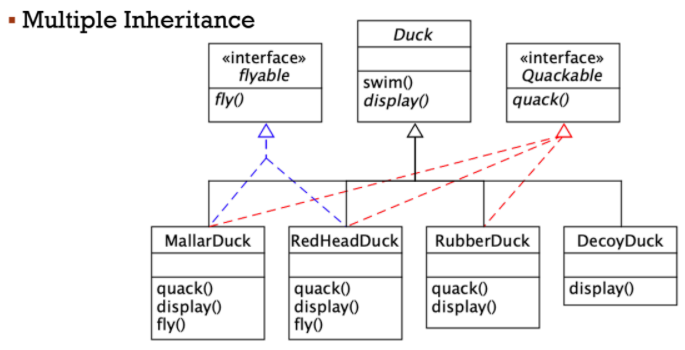 ▪ Multiple Inheritance
«interface»
flyable
fly()
Duck
swim()
display()
«interface»
Quackable
quack()
MallarDuck
quack()
display()
fly()
RedHeadDuck
quack()
display()
fly()
RubberDuck
quack()
display()
DecoyDuck
display()